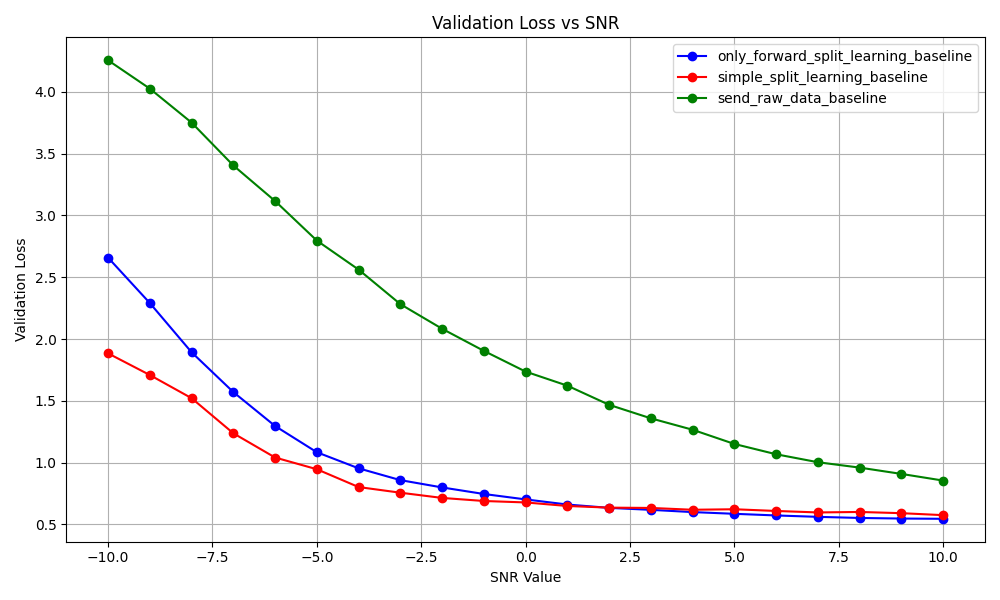 Validation Loss vs SNR
only_forward_split_learning_baseline
simple_split_learning_baseline
send_raw_data_baseline
4.0
3.5
3.0
2.5
2.0
1.5
1.0
0.5
Validation Loss
−10.0 −7.5 −5.0 −2.5 0.0 2.5 5.0 7.5 10.0
SNR Value